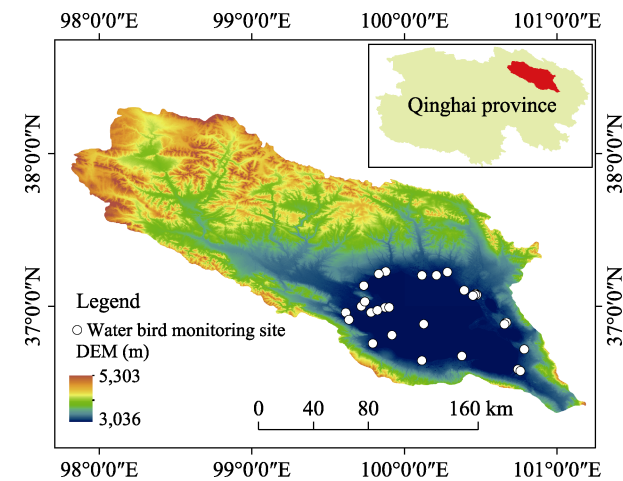 98°0′0″E 99°0′0″E 100°0′0″E 101°0′0″E
Qinghai province
38°0′0″N 38°0′0″N
37°0′0″N 37°0′0″N
Legend
Water bird monitoring site
DEM (m)
5,303
3,036
0 40 80 160 km
98°0′0″E 99°0′0″E 100°0′0″E 101°0′0″E